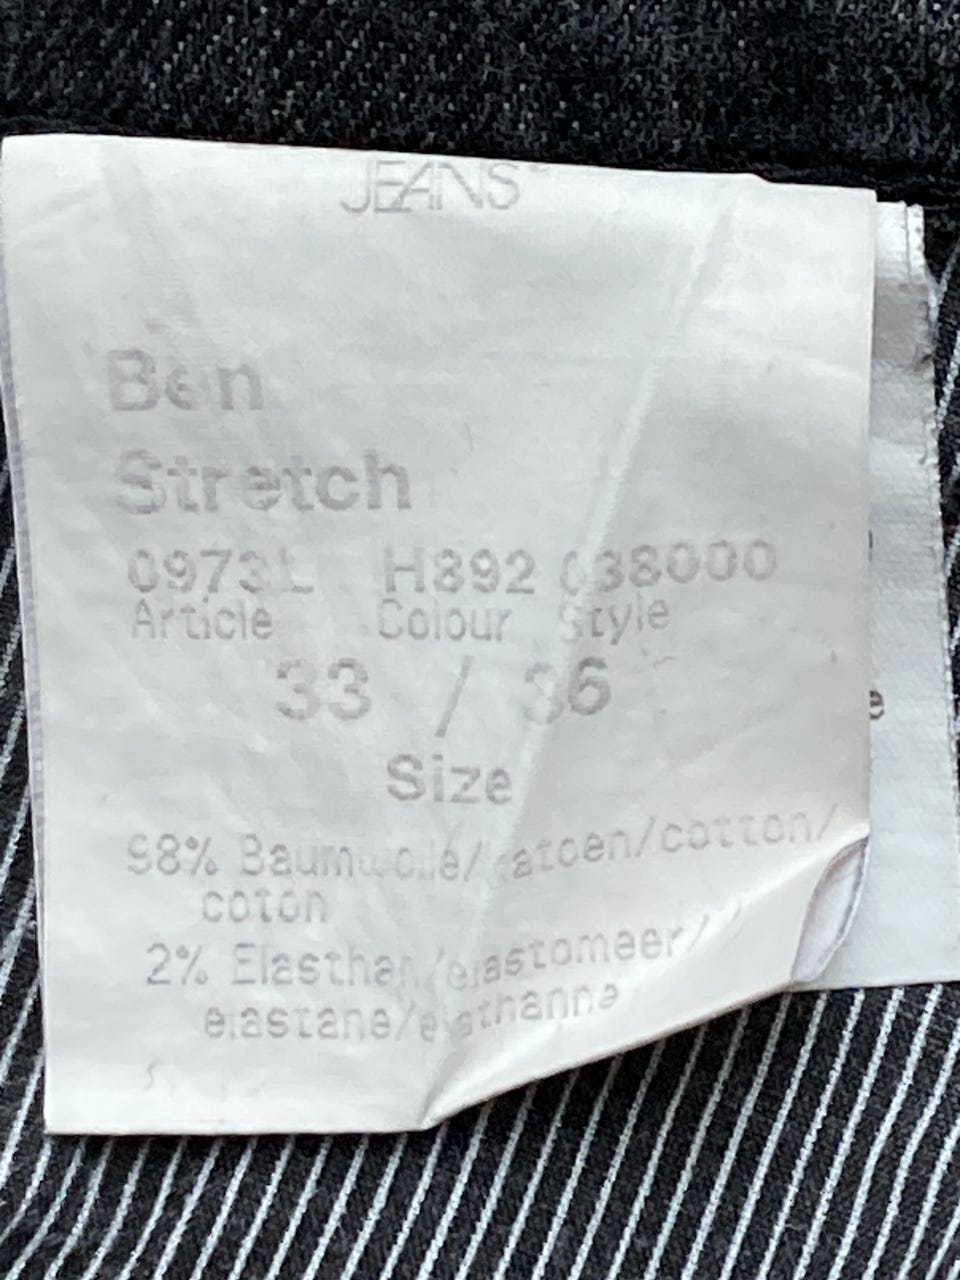 JEANS
Ben
Stretch
0973L H892 038000
Article Colour Style
33 / 36
Size
98% Baumwolle/katoen/cotton/
coton
2% Elasthan/elastomeer/
elastane/elasthanne
e